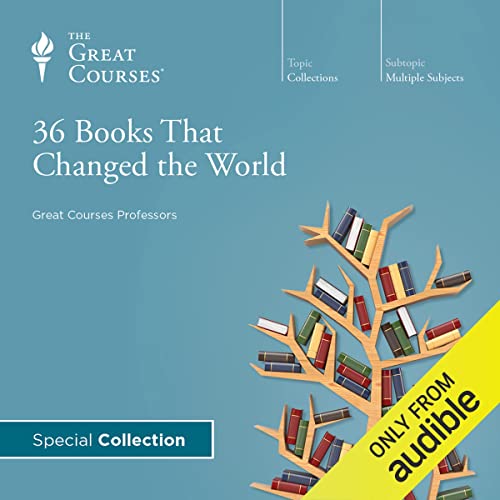 THE
GREAT
COURSES®
Topic
Collections
Subtopic
Multiple Subjects
36 Books That
Changed the World
Great Courses Professors
Special Collection
ONLY FROM
audible